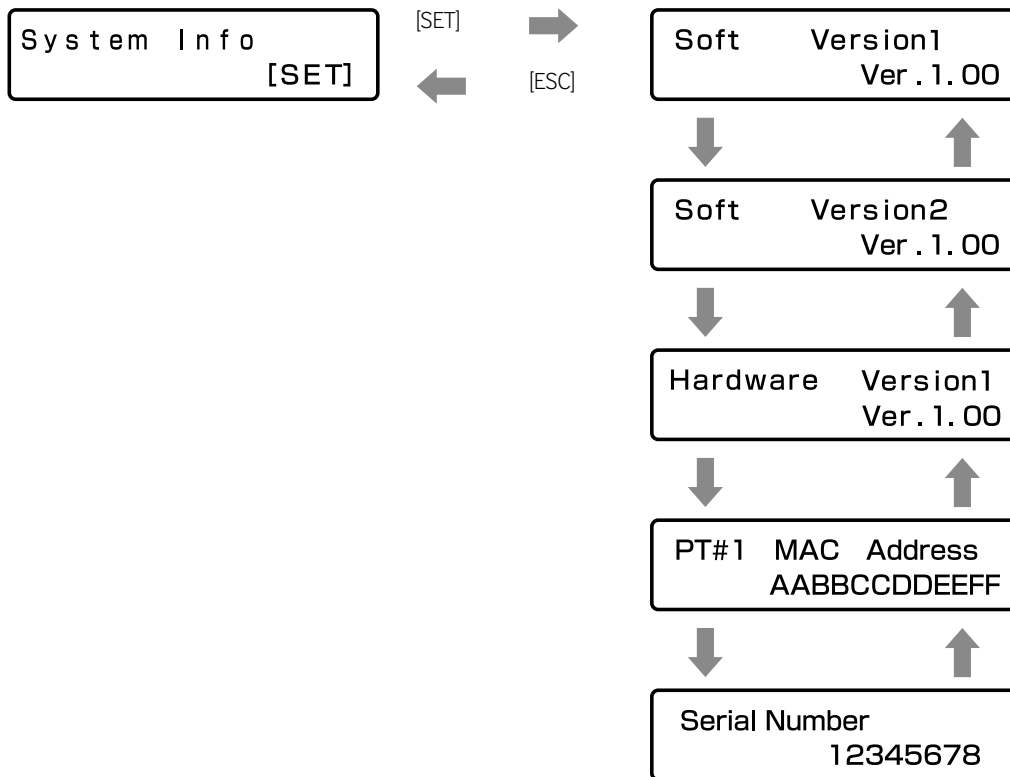 System Info
[SET]
[SET]
[ESC]
Soft Version1
Ver.1.00
Soft Version2
Ver.1.00
Hardware Version1
Ver.1.00
PT#1 MAC Address
AABBCCDDEEFF
Serial Number
12345678